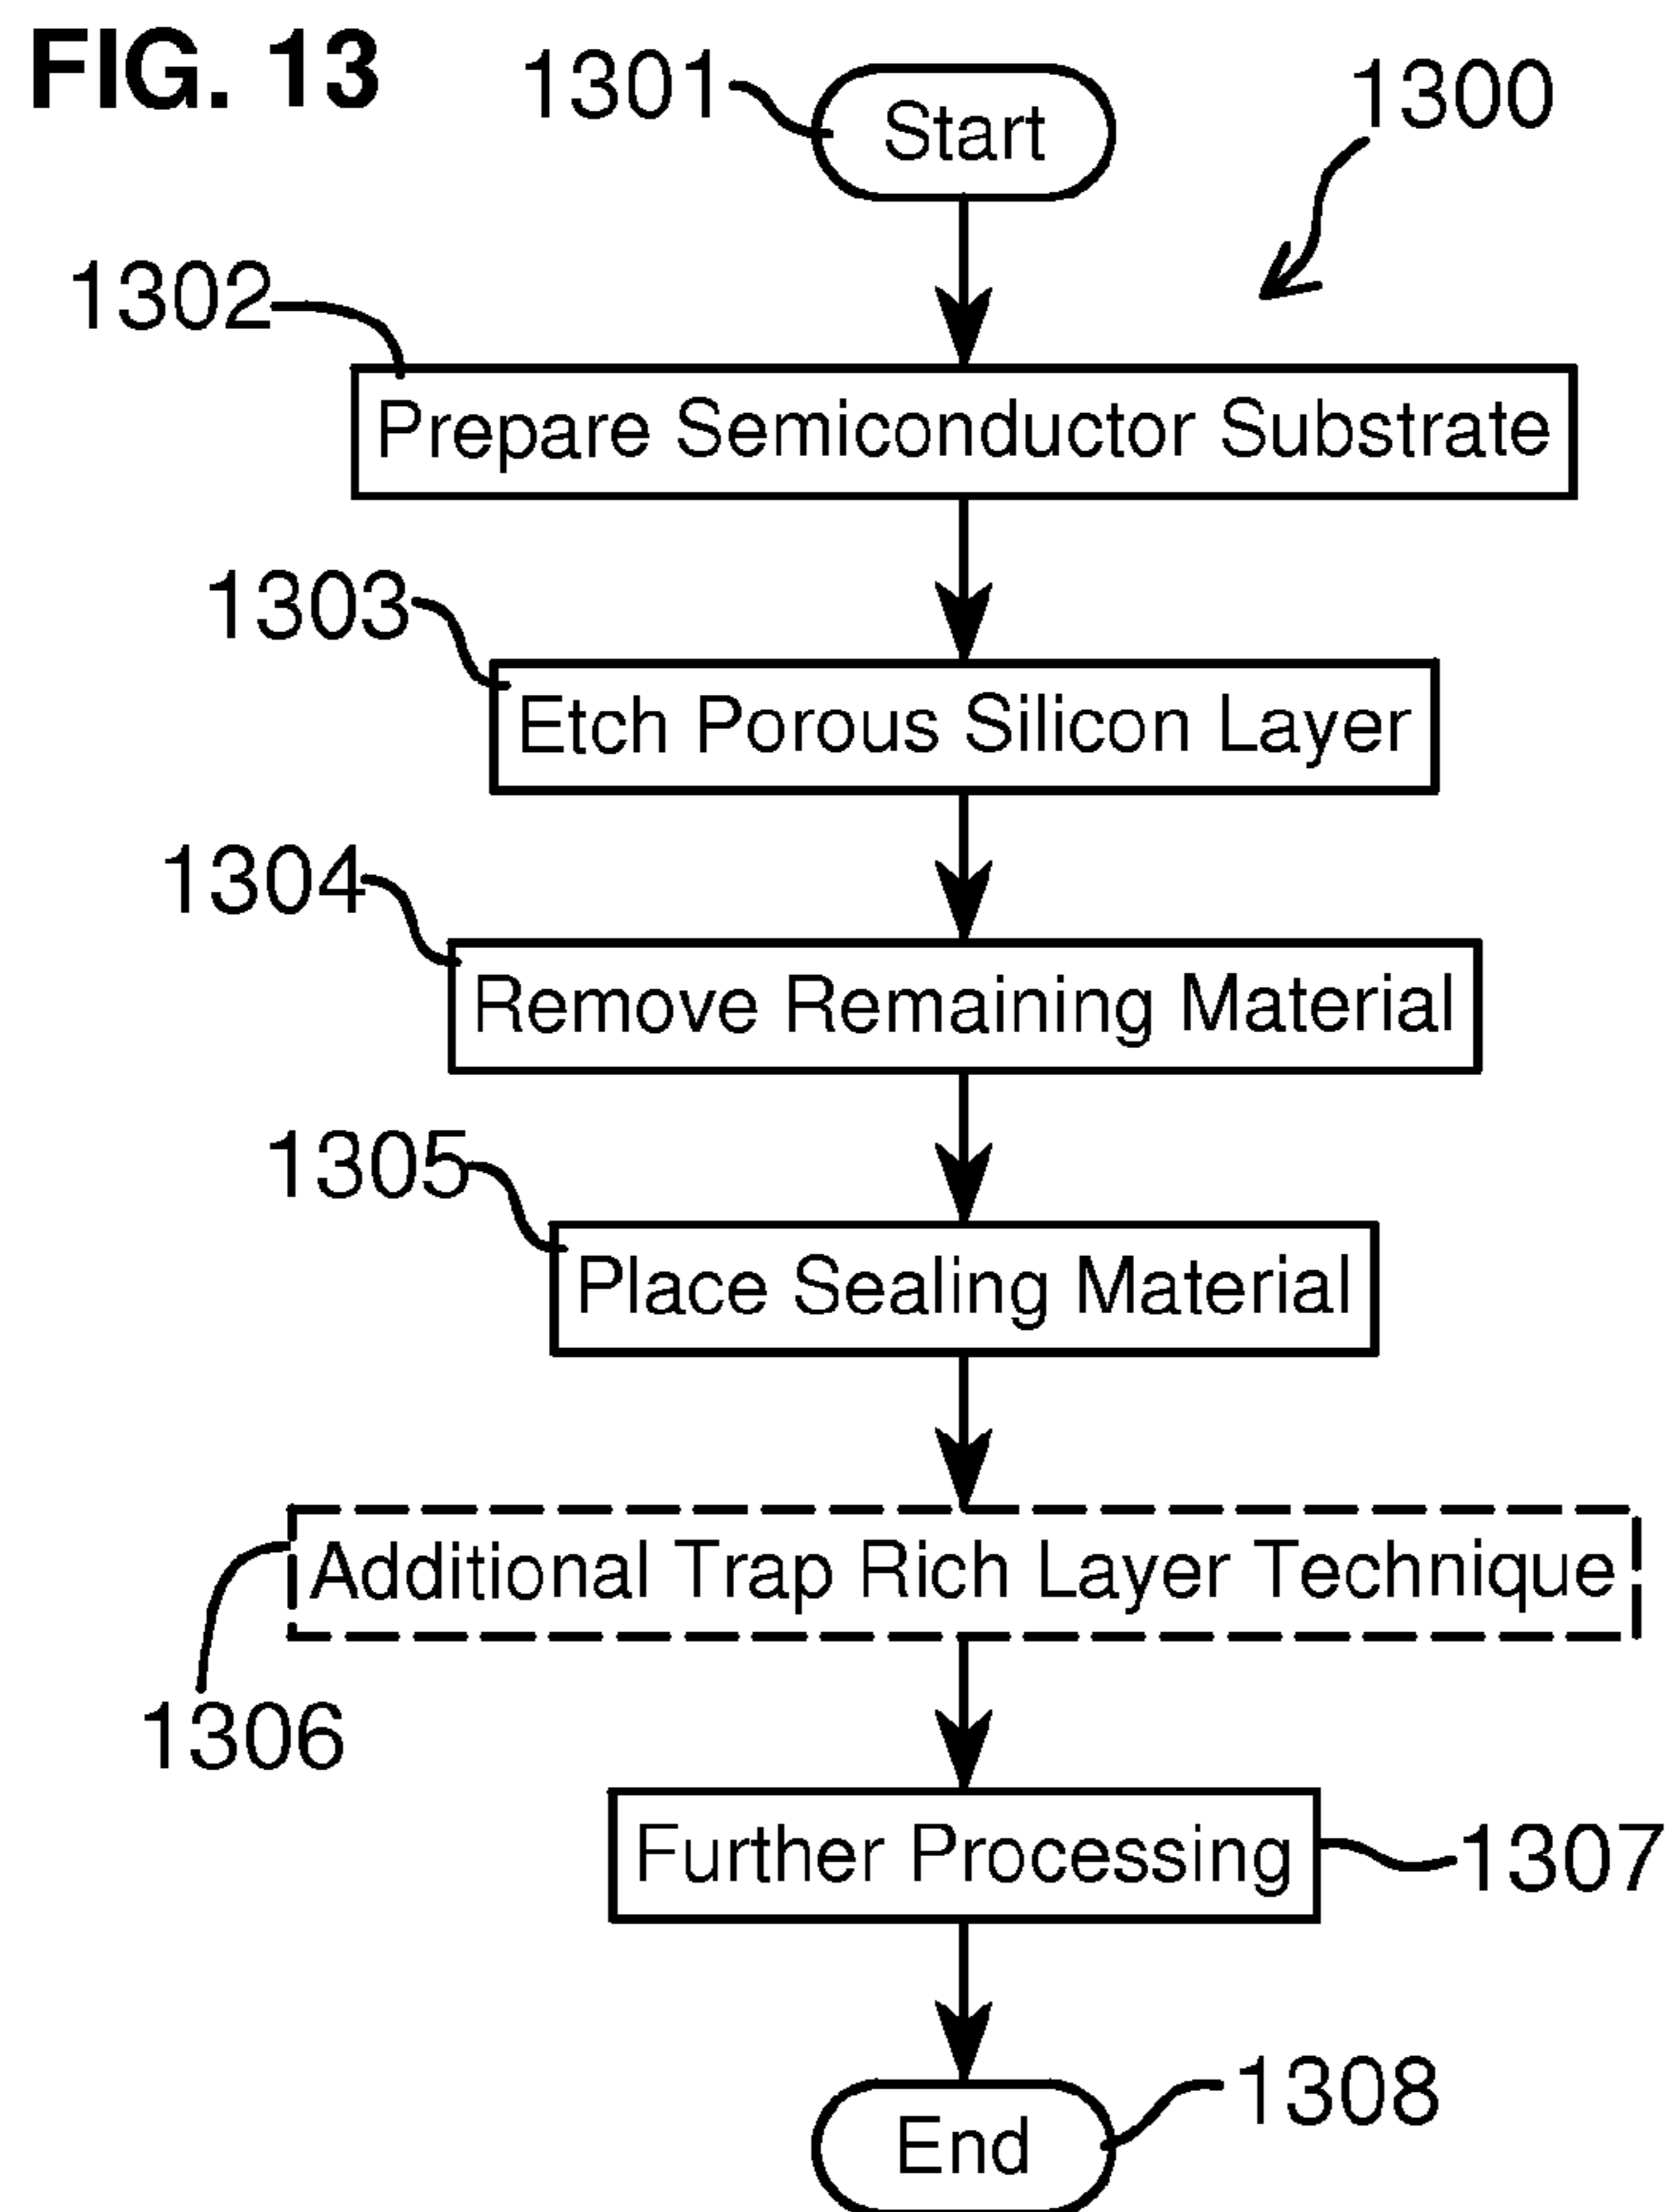 FIG. 13
1301
Start
1300
1302
Prepare Semiconductor Substrate
1303
Etch Porous Silicon Layer
1304
Remove Remaining Material
1305
Place Sealing Material
Additional Trap Rich Layer Technique
1306
Further Processing
1307
1308
End